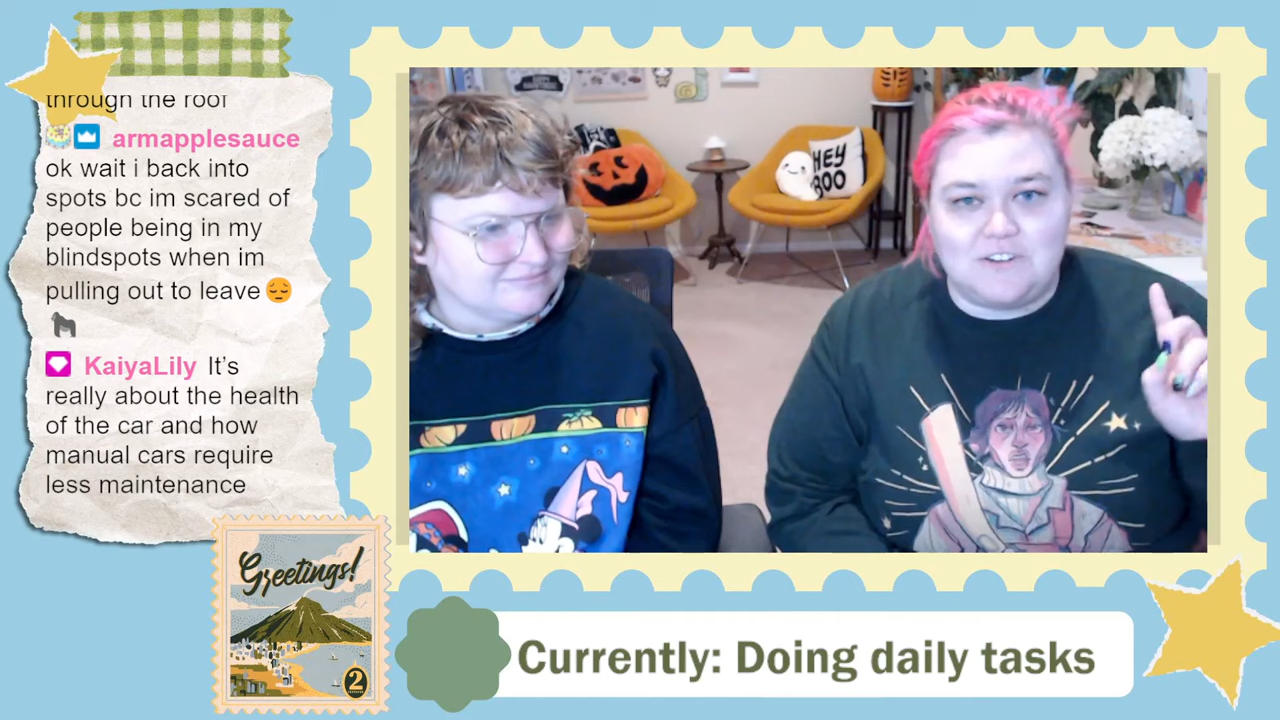 through the roof
armapplesauce
ok wait i back into
spots bc im scared of
people being in my
blindspots when im
pulling out to leave😔
🦍
KaiyaLily It's
really about the health
of the car and how
manual cars require
less maintenance
HEY
BOO
Greetings!
2
Currently: Doing daily tasks